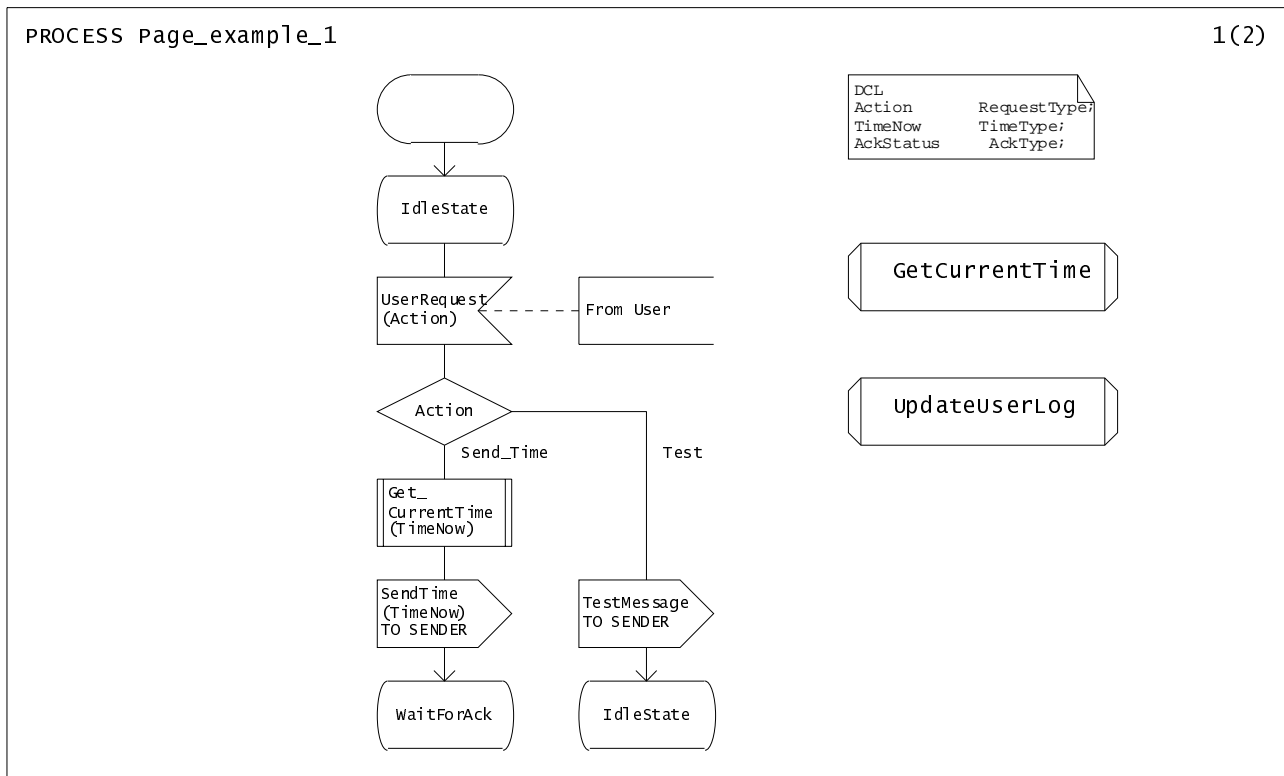 PROCESS Page_example_1
1(2)
DCL
Action RequestType;
TimeNow TimeType;
AckStatus AckType;
IdleState
GetCurrentTime
UserRequest
(Action)
From User
UpdateUserLog
Action
Send_Time
Test
Get_
CurrentTime
(TimeNow)
SendTime
(TimeNow)
TO SENDER
TestMessage
TO SENDER
WaitForAck
IdleState